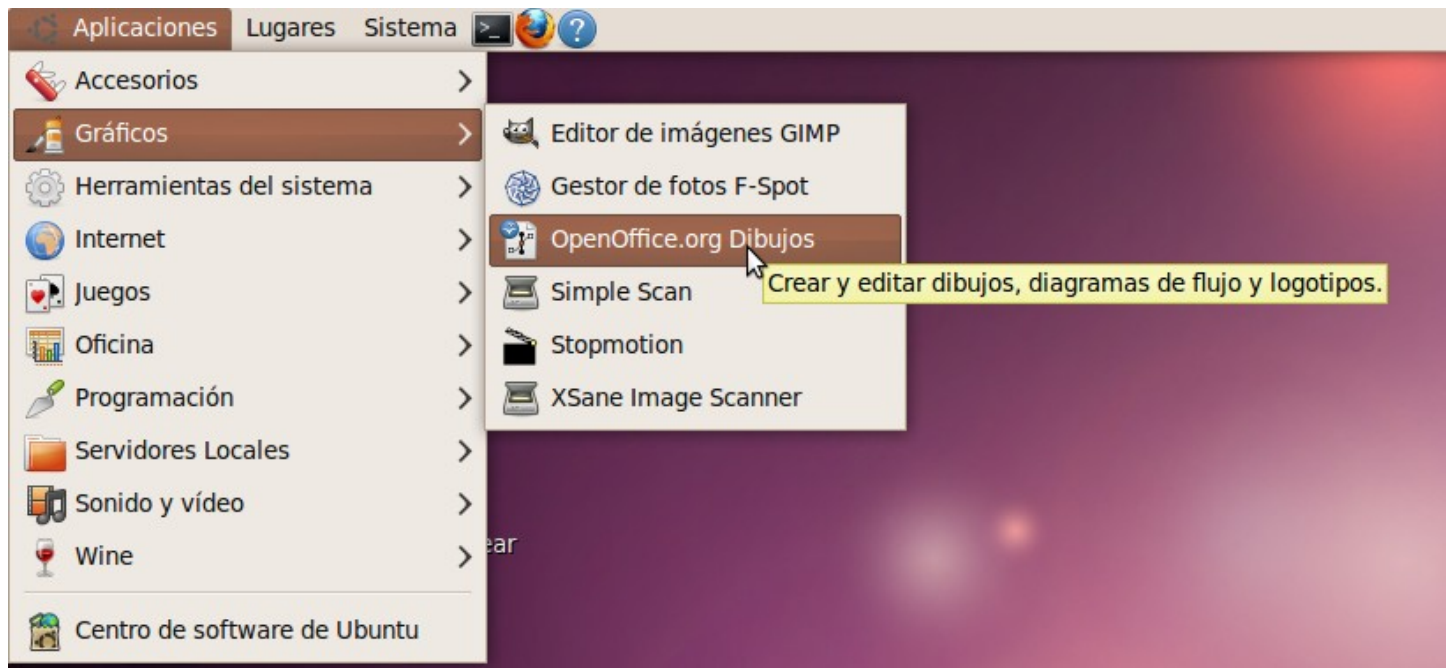 Aplicaciones Lugares Sistema
Accesorios
Gráficos
Herramientas del sistema
Internet
Juegos
Oficina
Programación
Servidores Locales
Sonido y vídeo
Wine
Centro de software de Ubuntu
Editor de imágenes GIMP
Gestor de fotos F-Spot
OpenOffice.org Dibujos
Crear y editar dibujos, diagramas de flujo y logotipos.
Simple Scan
Stopmotion
XSane Image Scanner